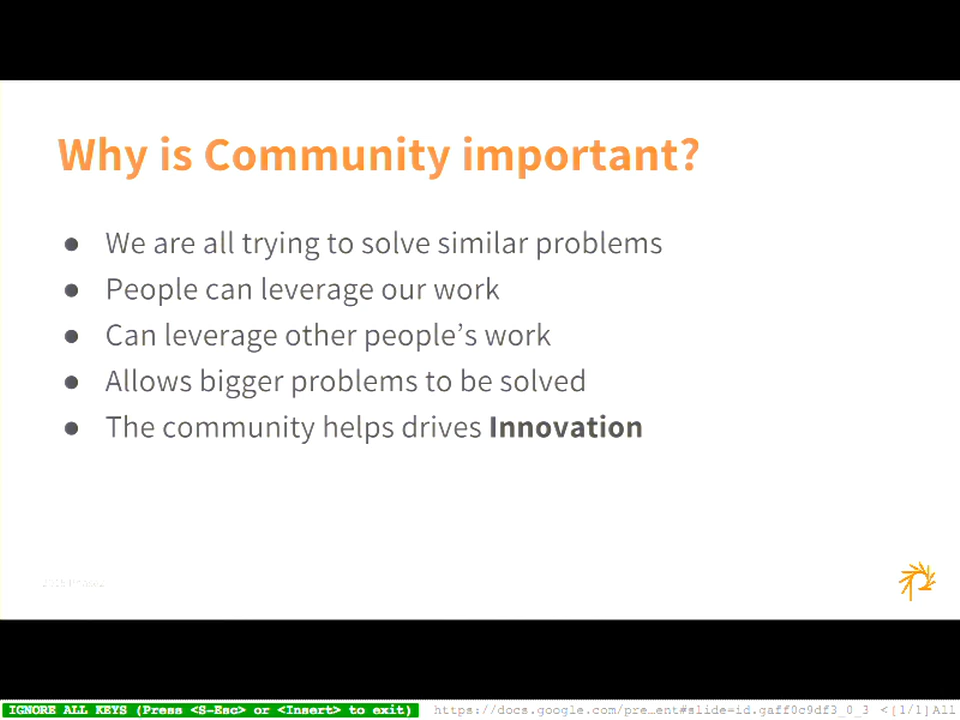 Why is Community important?
● We are all trying to solve similar problems
● People can leverage our work
● Can leverage other people’s work
● Allows bigger problems to be solved
● The community helps drives Innovation
IGNORE ALL KEYS (Press <S-Esc> or <Insert> to exit) https://docs.google.com/pre…ent#slide=id.gaff0c9df3_0_3 <{1/1}All